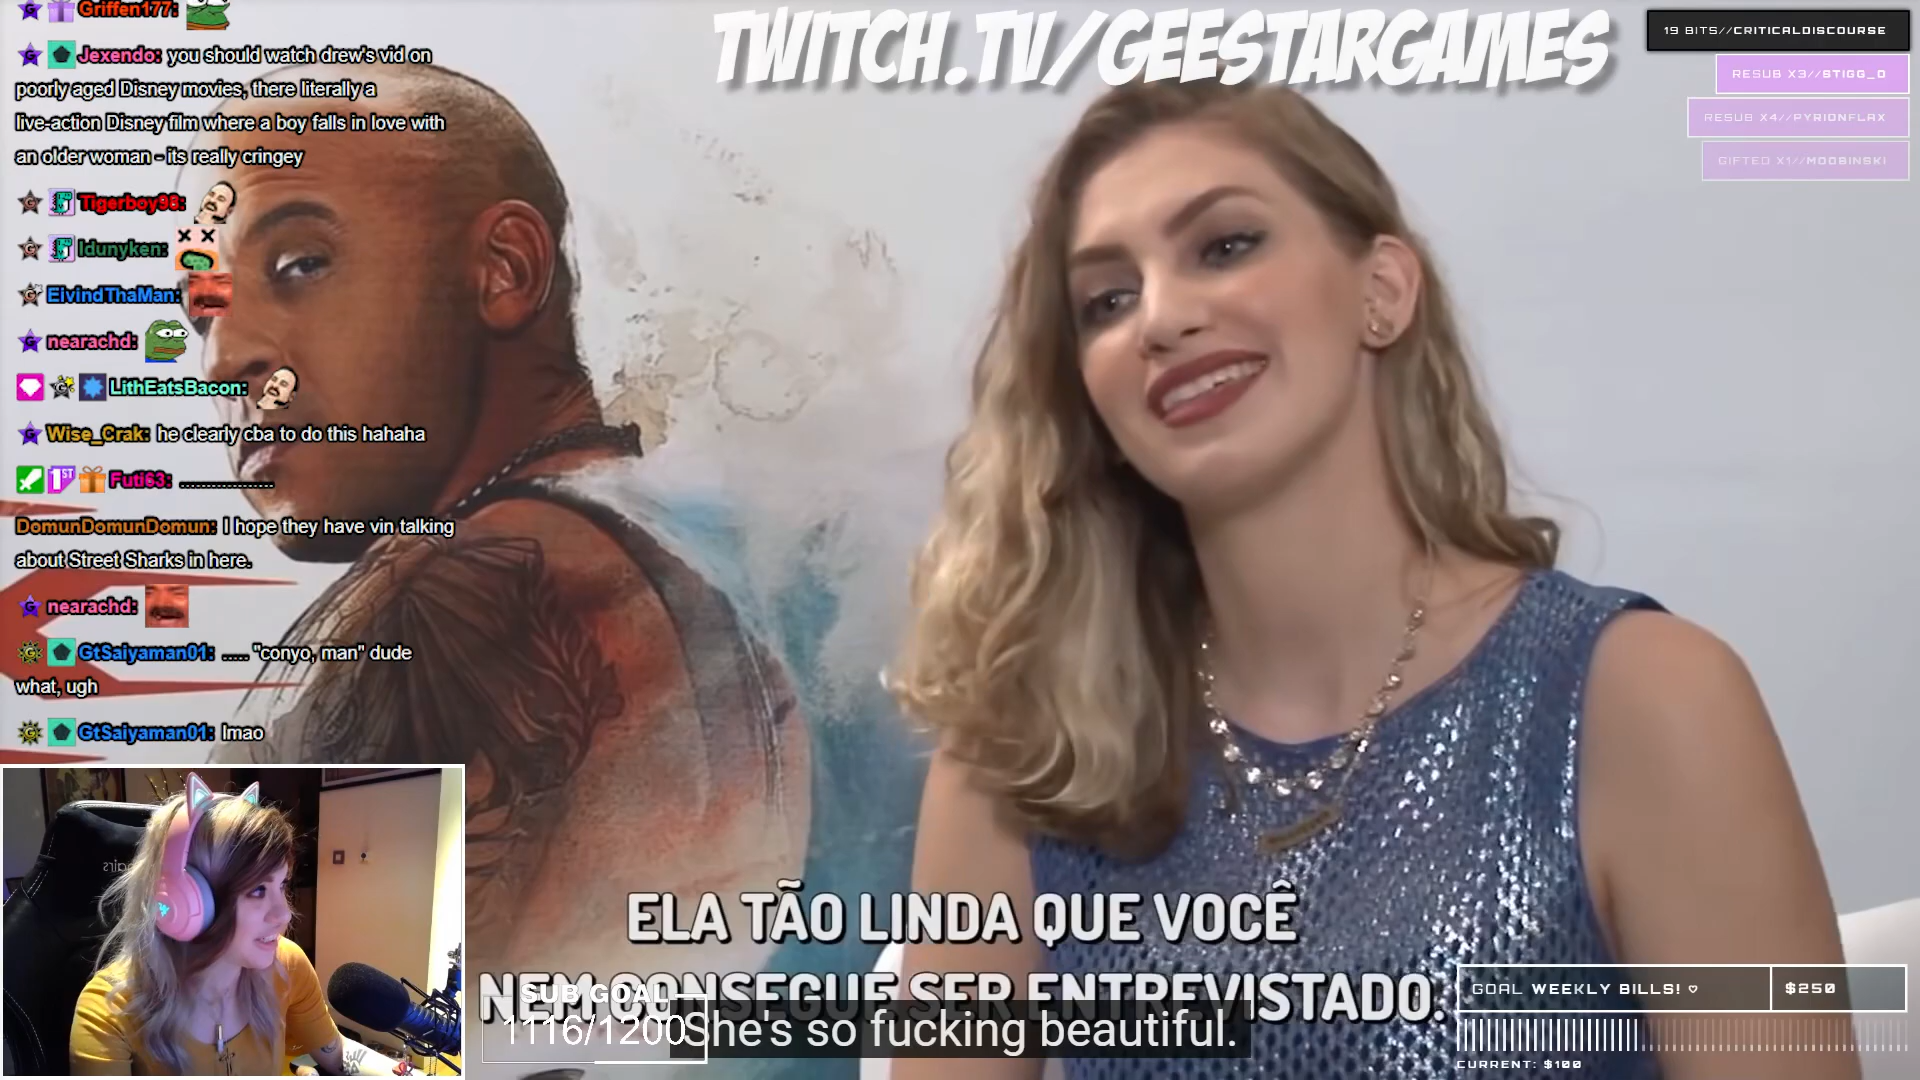 Griffen177:
Jexendo: you should watch drew's vid on
poorly aged Disney movies, there literally a
live-action Disney film where a boy falls in love with
an older woman - its really cringey
Tigerboy98:
Idunyken:
EivindThaMan:
nearachd:
LithEatsBacon:
Wise_Crak: he clearly cba to do this hahaha
1ST
Futi63: ..................
DomunDomunDomun: I hope they have vin talking
about Street Sharks in here.
nearachd:
GtSaiyaman01: ..... "conyo, man" dude
what, ugh
GtSaiyaman01: lmao
TWITCH.TV/GEESTARGAMES
19 BITS//CRITICALDISCOURSE
RESUB X3//STIGG_O
RESUB X4//PYRIONFLAX
GIFTED X1//MOOBINSKI
ELA TÃO LINDA QUE VOCÊ
NEM CONSEGUE SER ENTREVISTADO.
SUB GOAL
1116/1200
She's so fucking beautiful.
GOAL WEEKLY BILLS! ♡ $250
CURRENT: $100